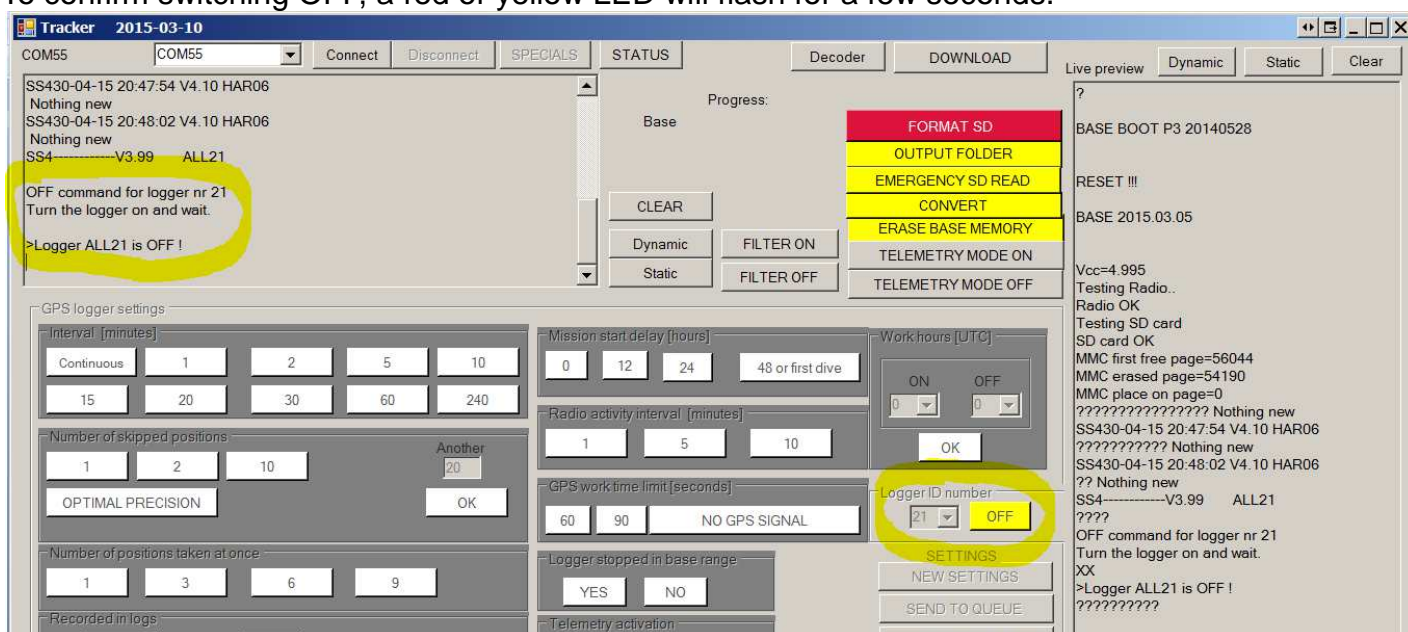 To confirm switching OFF, a red or yellow LED will flash for a few seconds.
Tracker 2015-03-10
COM55 COM55 Connect Disconnect SPECIALS STATUS Decoder DOWNLOAD
Live preview Dynamic Static Clear
SS430-04-15 20:47:54 V4.10 HAR06
Nothing new
SS430-04-15 20:48:02 V4.10 HAR06
Nothing new
SS4------------V3.99 ALL21
OFF command for logger nr 21
Turn the logger on and wait.
>Logger ALL21 is OFF !
Progress:
Base
CLEAR
Dynamic FILTER ON
Static FILTER OFF
FORMAT SD
OUTPUT FOLDER
EMERGENCY SD READ
CONVERT
ERASE BASE MEMORY
TELEMETRY MODE ON
TELEMETRY MODE OFF
?
BASE BOOT P3 20140528
RESET !!!
BASE 2015.03.05
Vcc=4.995
Testing Radio..
Radio OK
Testing SD card
SD card OK
MMC first free page=56044
MMC erased page=54190
MMC place on page=0
???????????????? Nothing new
SS430-04-15 20:47:54 V4.10 HAR06
??????????? Nothing new
SS430-04-15 20:48:02 V4.10 HAR06
?? Nothing new
SS4------------V3.99 ALL21
????
OFF command for logger nr 21
Turn the logger on and wait.
XX
>Logger ALL21 is OFF !
??????????
GPS logger settings
Interval [minutes]
Continuous 1 2 5 10
15 20 30 60 240
Number of skipped positions
Another
1 2 10 20
OPTIMAL PRECISION OK
Number of positions taken at once
1 3 6 9
Recorded in logs
Mission start delay [hours]
0 12 24 48 or first dive
Radio activity interval [minutes]
1 5 10
GPS work time limit [seconds]
60 90 NO GPS SIGNAL
Logger stopped in base range
YES NO
Telemetry activation
Work hours [UTC]
ON OFF
0 0
OK
Logger ID number
21 OFF
SETTINGS
NEW SETTINGS
SEND TO QUEUE